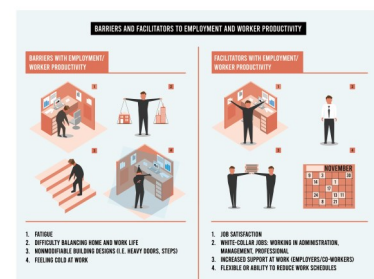 BARRIERS AND FACILITATORS TO EMPLOYMENT AND WORKER PRODUCTIVITY
BARRIERS WITH EMPLOYMENT/
WORKER PRODUCTIVITY
1. FATIGUE
2. DIFFICULTY BALANCING HOME AND WORK LIFE
3. NONMODIFIABLE BUILDING DESIGNS (I.E. HEAVY DOORS, STEPS)
4. FEELING COLD AT WORK
FACILITATORS WITH EMPLOYMENT/
WORKER PRODUCTIVITY
NOVEMBER
1. JOB SATISFACTION
2. WHITE-COLLAR JOBS: WORKING IN ADMINISTRATION,
MANAGEMENT, PROFESSIONAL
3. INCREASED SUPPORT AT WORK (EMPLOYERS/CO-WORKERS)
4. FLEXIBLE OR ABILITY TO REDUCE WORK SCHEDULES